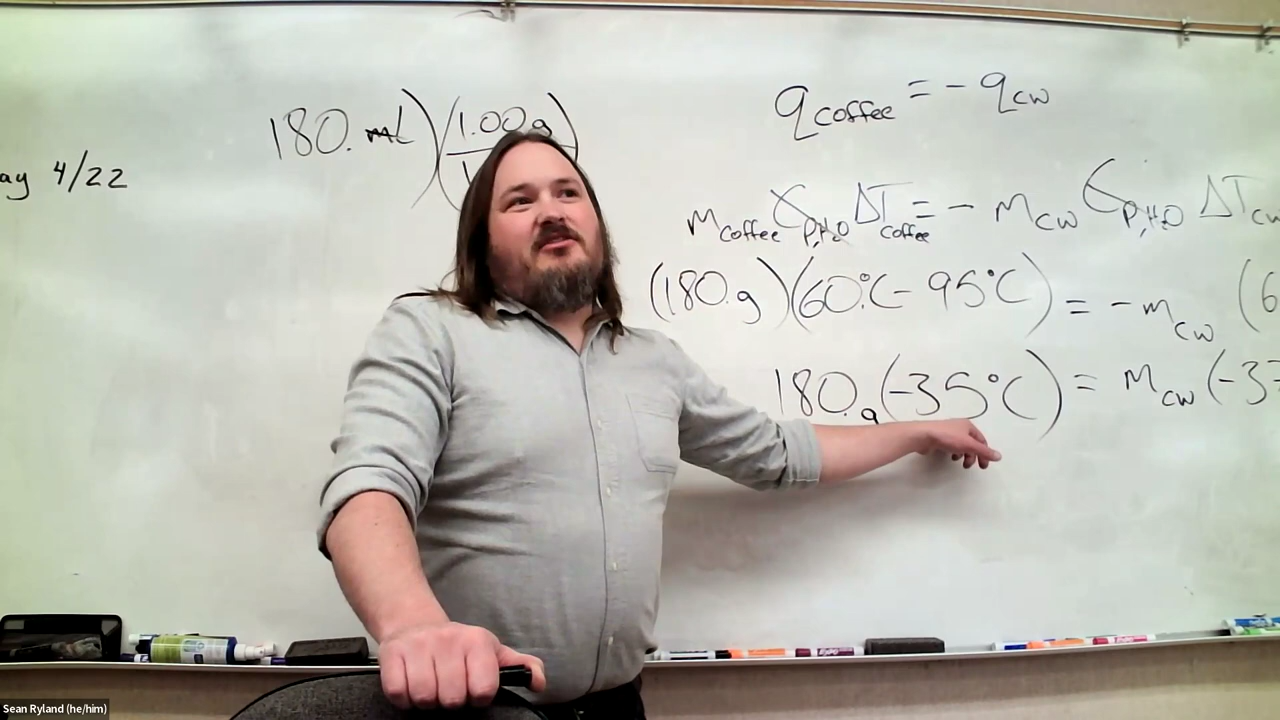 180. mL)(1.00 g
ay 4/22
q coffee = - q cw
m coffee C P,H₂O ΔT coffee = - m cw C P,H₂O ΔT cw
(180. g)(60.°C - 95°C) = - m cw (6
180. g (-35°C) = m cw (-3
Sean Ryland (he/him)